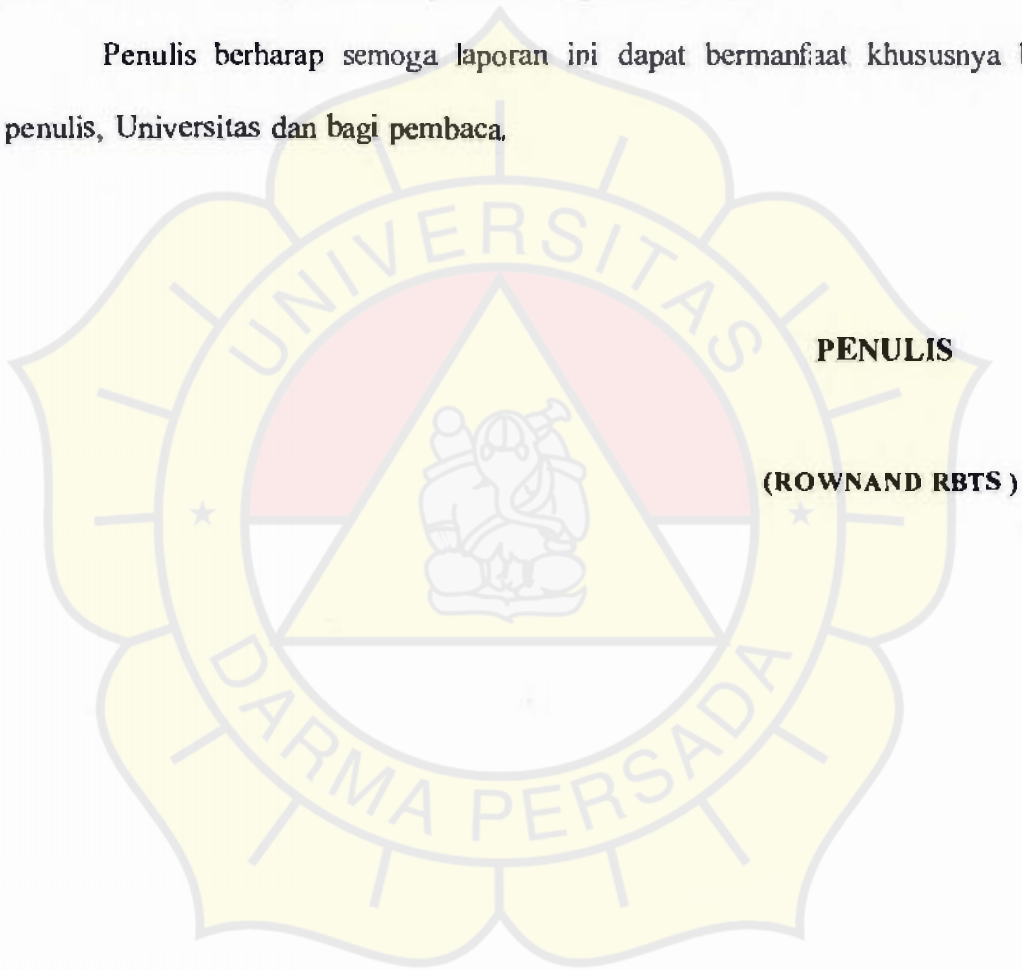 Penulis berharap semoga laporan ini dapat bermanfaat khususnya
penulis, Universitas dan bagi pembaca.
UNIVERSITAS
PENULIS
(ROWNAND RBTS )
DARMA PERSADA